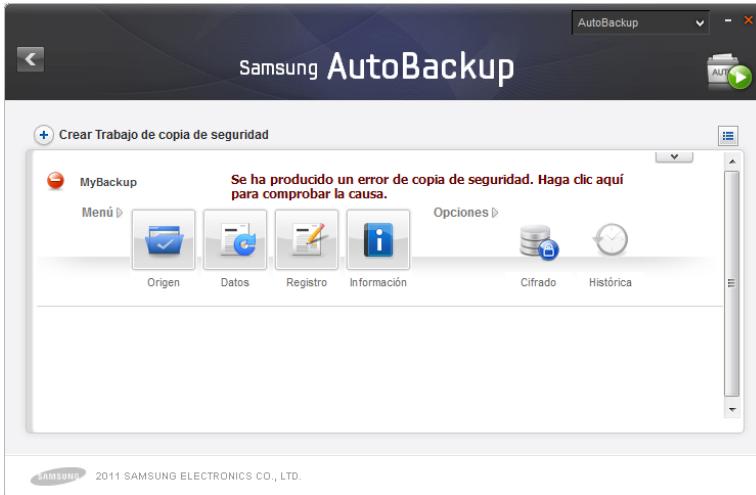 AutoBackup
Samsung AutoBackup
AUTO
Crear Trabajo de copia de seguridad
MyBackup
Se ha producido un error de copia de seguridad. Haga clic aquí
para comprobar la causa.
Menú
Opciones
Origen
Datos
Registro
Información
Cifrado
Histórica
SAMSUNG
2011 SAMSUNG ELECTRONICS CO., LTD.